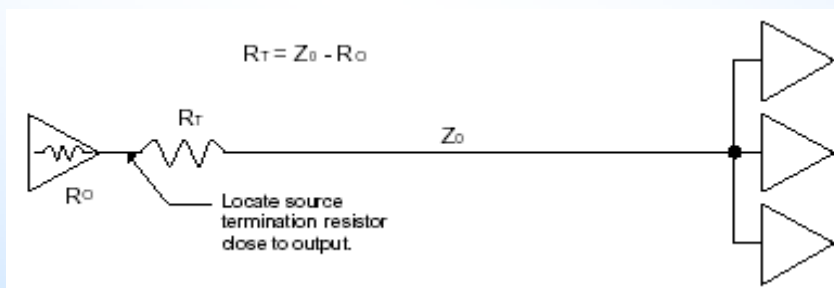 RT = Z0 - RO
RT
Z0
RO
Locate source
termination resistor
close to output.